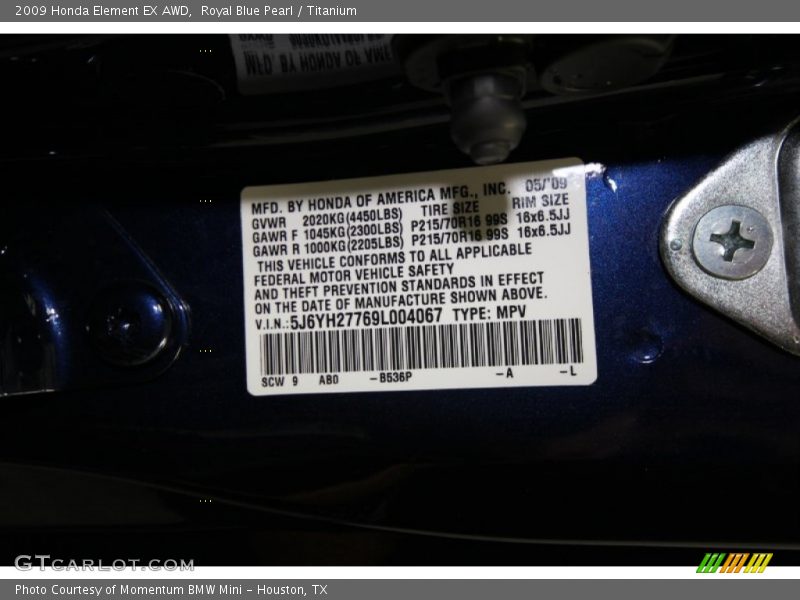 2009 Honda Element EX AWD,  Royal Blue Pearl / Titanium
MFD. BY HONDA OF AMERICA MFG., INC.  05/'09
GVWR  2020KG(4450LBS)  TIRE SIZE  RIM SIZE
GAWR F  1045KG(2300LBS)  P215/70R16 99S  16x6.5JJ
GAWR R  1000KG(2205LBS)  P215/70R16 99S  16x6.5JJ
THIS VEHICLE CONFORMS TO ALL APPLICABLE
FEDERAL MOTOR VEHICLE SAFETY
AND THEFT PREVENTION STANDARDS IN EFFECT
ON THE DATE OF MANUFACTURE SHOWN ABOVE.
V.I.N.:5J6YH27769L004067  TYPE: MPV
SCW 9  AB0  -B536P  -A  -L
GTCARLOT.COM
Photo Courtesy of Momentum BMW Mini - Houston, TX